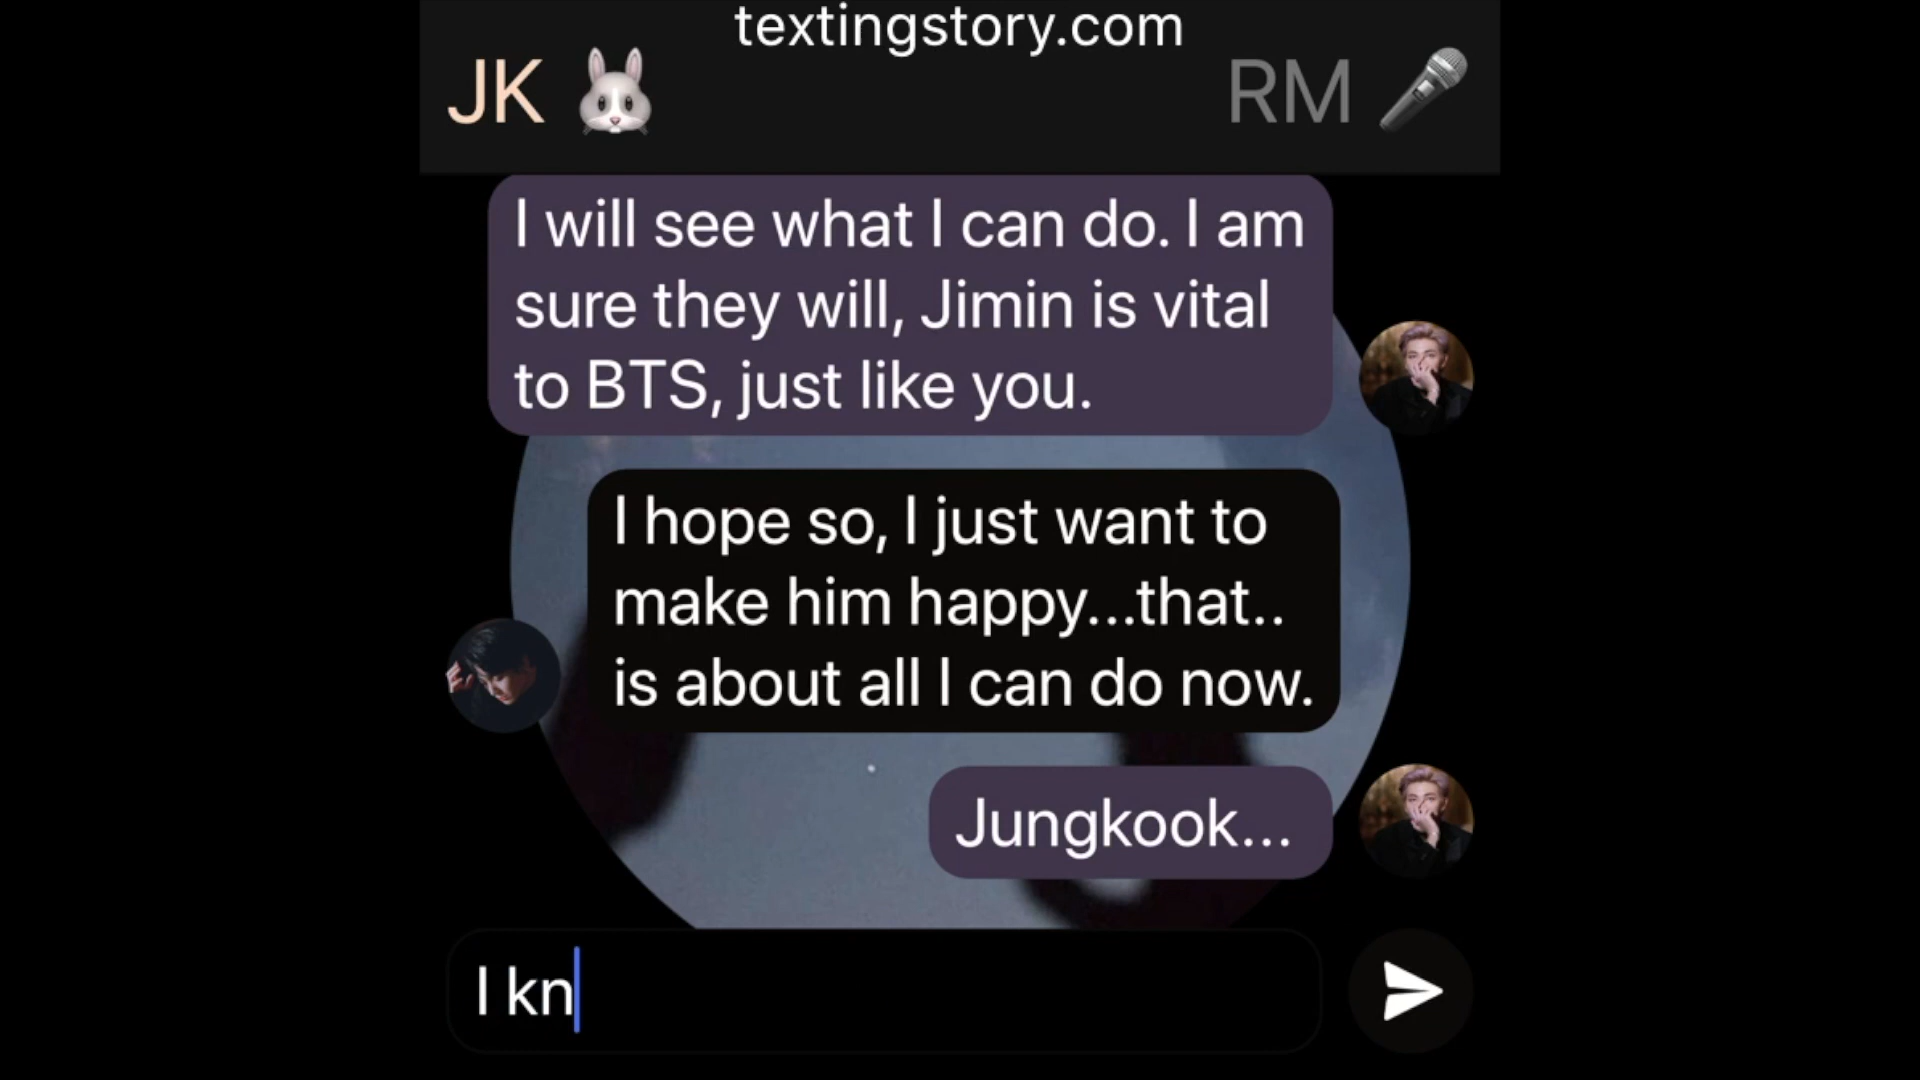 textingstory.com
JK 🐰 RM 🎤
I will see what I can do. I am
sure they will, Jimin is vital
to BTS, just like you.
I hope so, I just want to
make him happy...that..
is about all I can do now.
Jungkook...
I kn